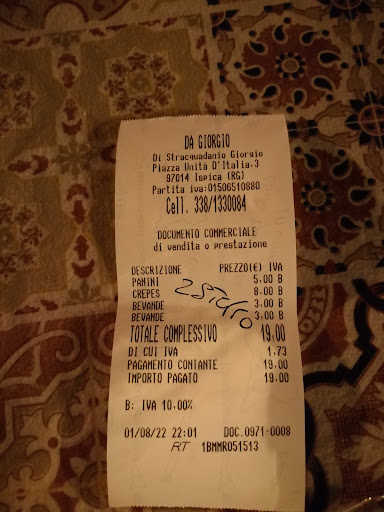 DA GIORGIO
Di Stracquadanio Giorgio
Piazza Unità D'Italia,3
97014 Ispica (RG)
Partita iva:01506510880
Cell. 338/1330084
DOCUMENTO COMMERCIALE
di vendita o prestazione
DESCRIZIONE PREZZO(€) IVA
PANINI 5,00 B
CREPES 8,00 B
BEVANDE 3,00 B
BEVANDE 3,00 B
TOTALE COMPLESSIVO 19,00
DI CUI IVA 1,73
PAGAMENTO CONTANTE 19,00
IMPORTO PAGATO 19,00
B: IVA 10,00%
01/08/22 22:01 DOC.0971-0008
RT 1BMMR051513